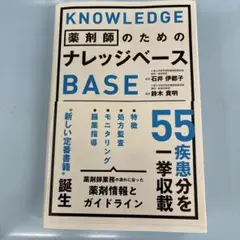 KNOWLEDGE
薬剤師のための
ナレッジベース
BASE
石井 伊都子
鈴木 貴明
55疾患分を
一挙収載
・特徴
・処方監査
・モニタリング
・服薬指導
"新しい定番書籍"誕生
薬剤師業務の流れに沿った
薬剤情報と
ガイドライン